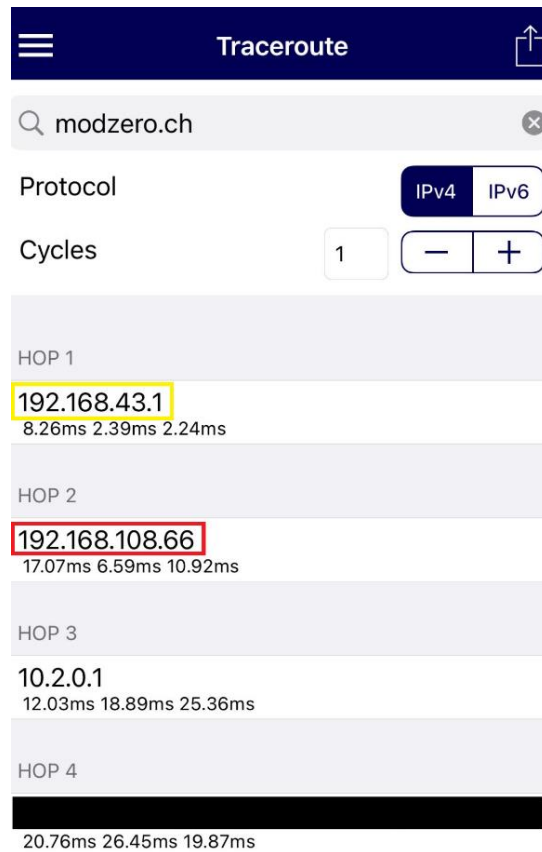 Traceroute
modzero.ch
Protocol
IPv4 IPv6
Cycles
1
HOP 1
192.168.43.1
8.26ms 2.39ms 2.24ms
HOP 2
192.168.108.66
17.07ms 6.59ms 10.92ms
HOP 3
10.2.0.1
12.03ms 18.89ms 25.36ms
HOP 4
20.76ms 26.45ms 19.87ms